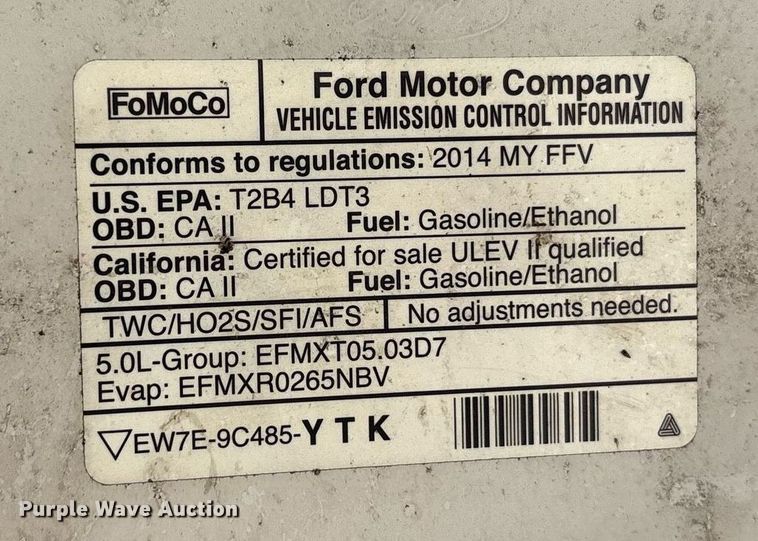 FoMoCo
Ford Motor Company
VEHICLE EMISSION CONTROL INFORMATION
Conforms to regulations: 2014 MY FFV
U.S. EPA: T2B4 LDT3
OBD: CA II Fuel: Gasoline/Ethanol
California: Certified for sale ULEV II qualified
OBD: CA II Fuel: Gasoline/Ethanol
TWC/HO2S/SFI/AFS No adjustments needed.
5.0L-Group: EFMXT05.03D7
Evap: EFMXR0265NBV
EW7E-9C485-YTK
Purple Wave Auction